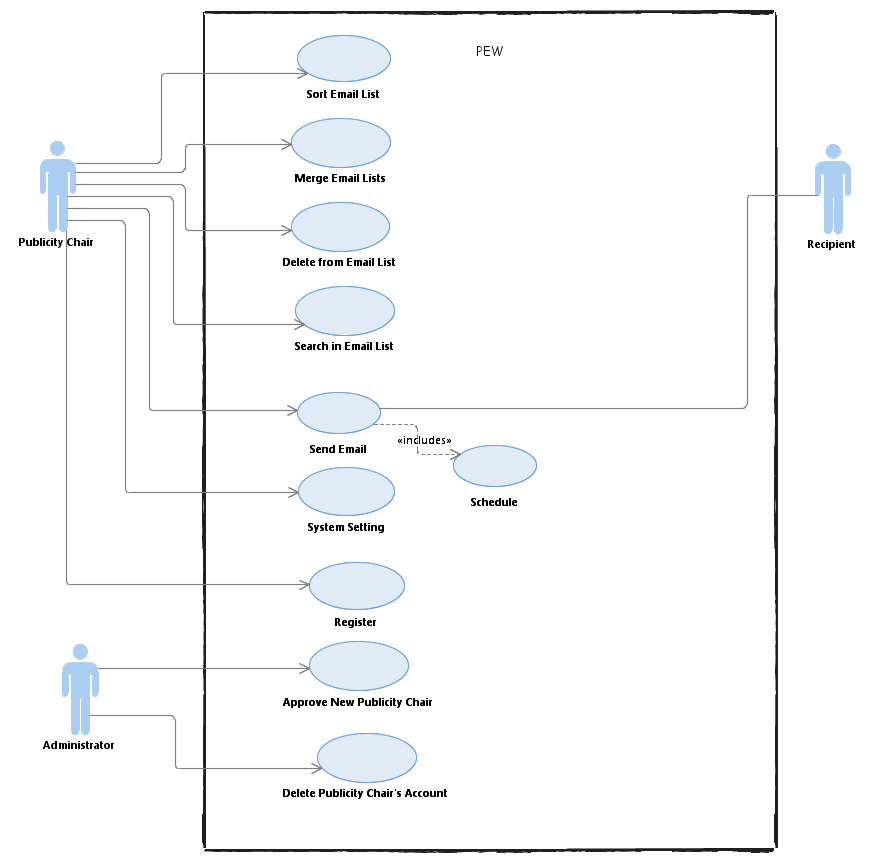 PEW
Sort Email List
Merge Email Lists
Publicity Chair
Recipient
Delete from Email List
Search in Email List
Send Email
«includes»
Schedule
System Setting
Register
Approve New Publicity Chair
Administrator
Delete Publicity Chair's Account